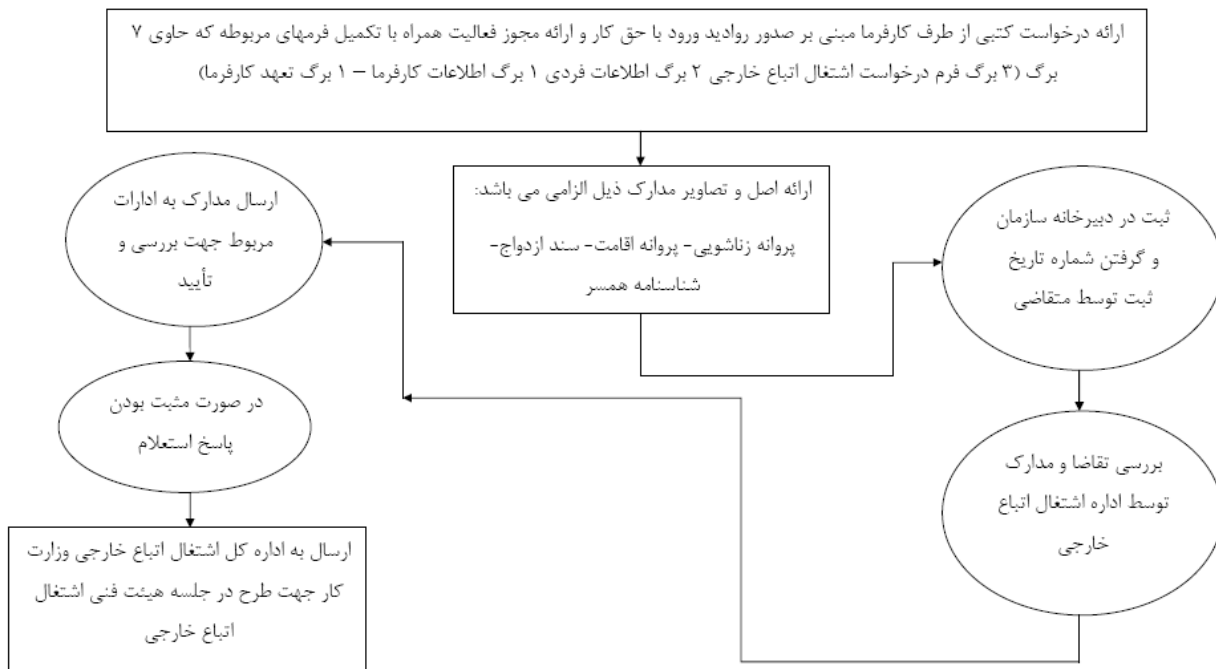 ارائه درخواست کتبی از طرف کارفرما مبنی بر صدور روادید ورود با حق کار و ارائه مجوز فعالیت همراه با تکمیل فرمهای مربوطه که حاوی ۷
برگ (۳ برگ فرم درخواست اشتغال اتباع خارجی ۲ برگ اطلاعات فردی ۱ برگ اطلاعات کارفرما – ۱ برگ تعهد کارفرما)
ارائه اصل و تصاویر مدارک ذیل الزامی می باشد:
پروانه زناشویی- پروانه اقامت- سند ازدواج-
شناسنامه همسر
ثبت در دبیرخانه سازمان
و گرفتن شماره تاریخ
ثبت توسط متقاضی
بررسی تقاضا و مدارک
توسط اداره اشتغال اتباع
خارجی
ارسال مدارک به ادارات
مربوط جهت بررسی و
تأیید
در صورت مثبت بودن
پاسخ استعلام
ارسال به اداره کل اشتغال اتباع خارجی وزارت
کار جهت طرح در جلسه هیئت فنی اشتغال
اتباع خارجی